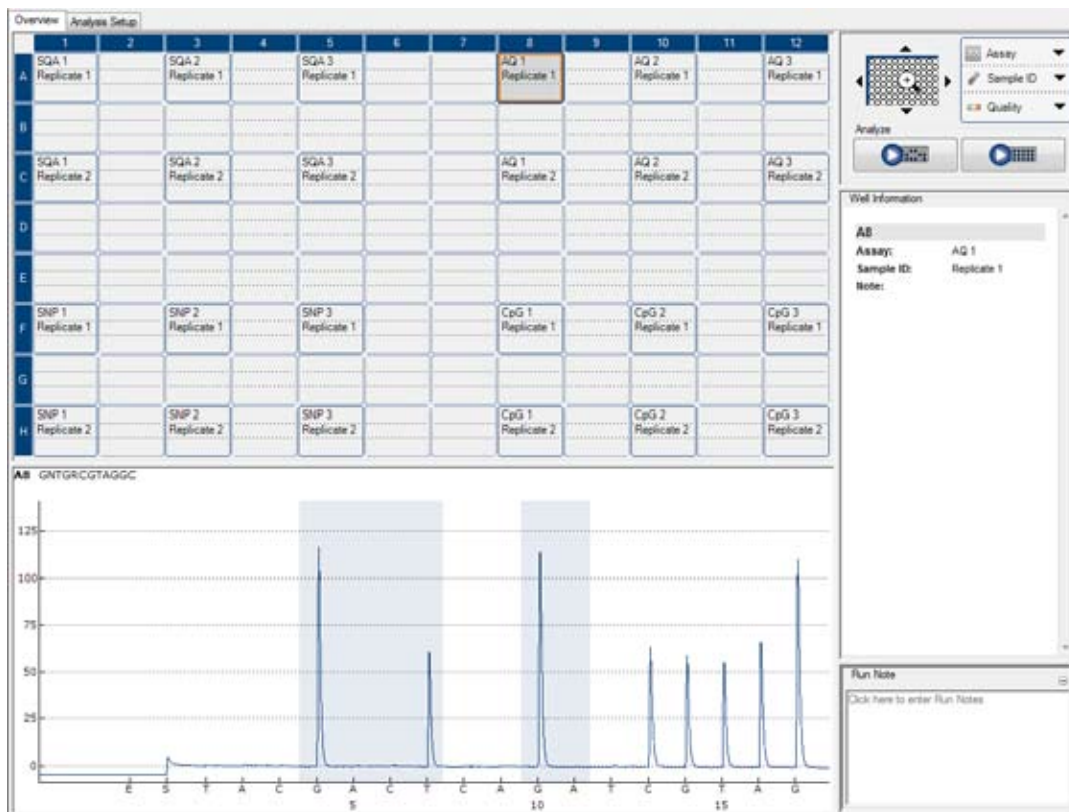 Overview Analysis Setup
1 2 3 4 5 6 7 8 9 10 11 12
A
SQA 1 SQA 2 SQA 3 AQ 1 AQ 2 AQ 3
Replicate 1 Replicate 1 Replicate 1 Replicate 1 Replicate 1 Replicate 1
B
C
SQA 1 SQA 2 SQA 3 AQ 1 AQ 2 AQ 3
Replicate 2 Replicate 2 Replicate 2 Replicate 2 Replicate 2 Replicate 2
D
E
F
SNP 1 SNP 2 SNP 3 CpG 1 CpG 2 CpG 3
Replicate 1 Replicate 1 Replicate 1 Replicate 1 Replicate 1 Replicate 1
G
H
SNP 1 SNP 2 SNP 3 CpG 1 CpG 2 CpG 3
Replicate 2 Replicate 2 Replicate 2 Replicate 2 Replicate 2 Replicate 2
Assay
Sample ID
Quality
Analyze
Well Information
A8
Assay: AQ 1
Sample ID: Replicate 1
Note:
A8 GNTGRCGTAGGC
125
100
75
50
25
0
E S T A C G A C T C A G A T C G T A G
5 10 15
Run Note
Click here to enter Run Notes